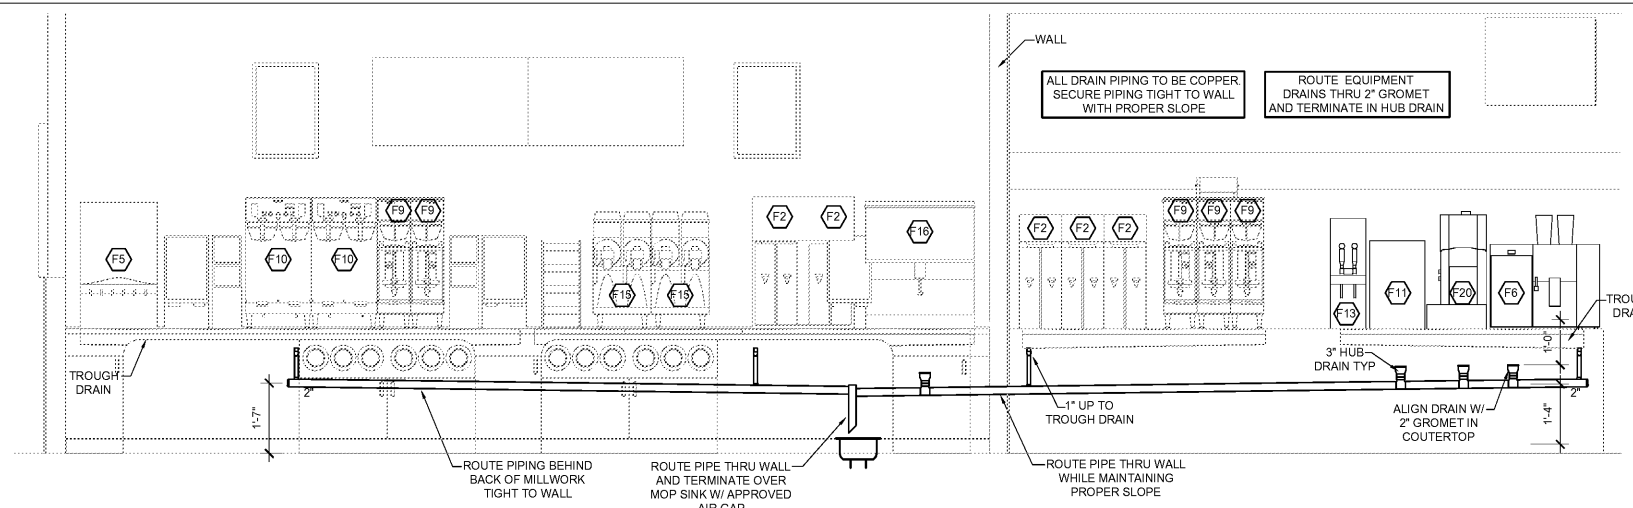 WALL
ALL DRAIN PIPING TO BE COPPER.
SECURE PIPING TIGHT TO WALL
WITH PROPER SLOPE
ROUTE EQUIPMENT
DRAINS THRU 2" GROMET
AND TERMINATE IN HUB DRAIN
F5
F10
F10
F9
F9
F15
F15
F2
F2
F16
F2
F2
F2
F9
F9
F9
F13
F11
F20
F6
TROUGH
DRAIN
2"
1'-7"
ROUTE PIPING BEHIND
BACK OF MILLWORK
TIGHT TO WALL
ROUTE PIPE THRU WALL
AND TERMINATE OVER
MOP SINK W/ APPROVED
AIR GAP
1" UP TO
TROUGH DRAIN
ROUTE PIPE THRU WALL
WHILE MAINTAINING
PROPER SLOPE
3" HUB
DRAIN TYP
ALIGN DRAIN W/
2" GROMET IN
COUTERTOP
1'-0"
2"
1'-4"